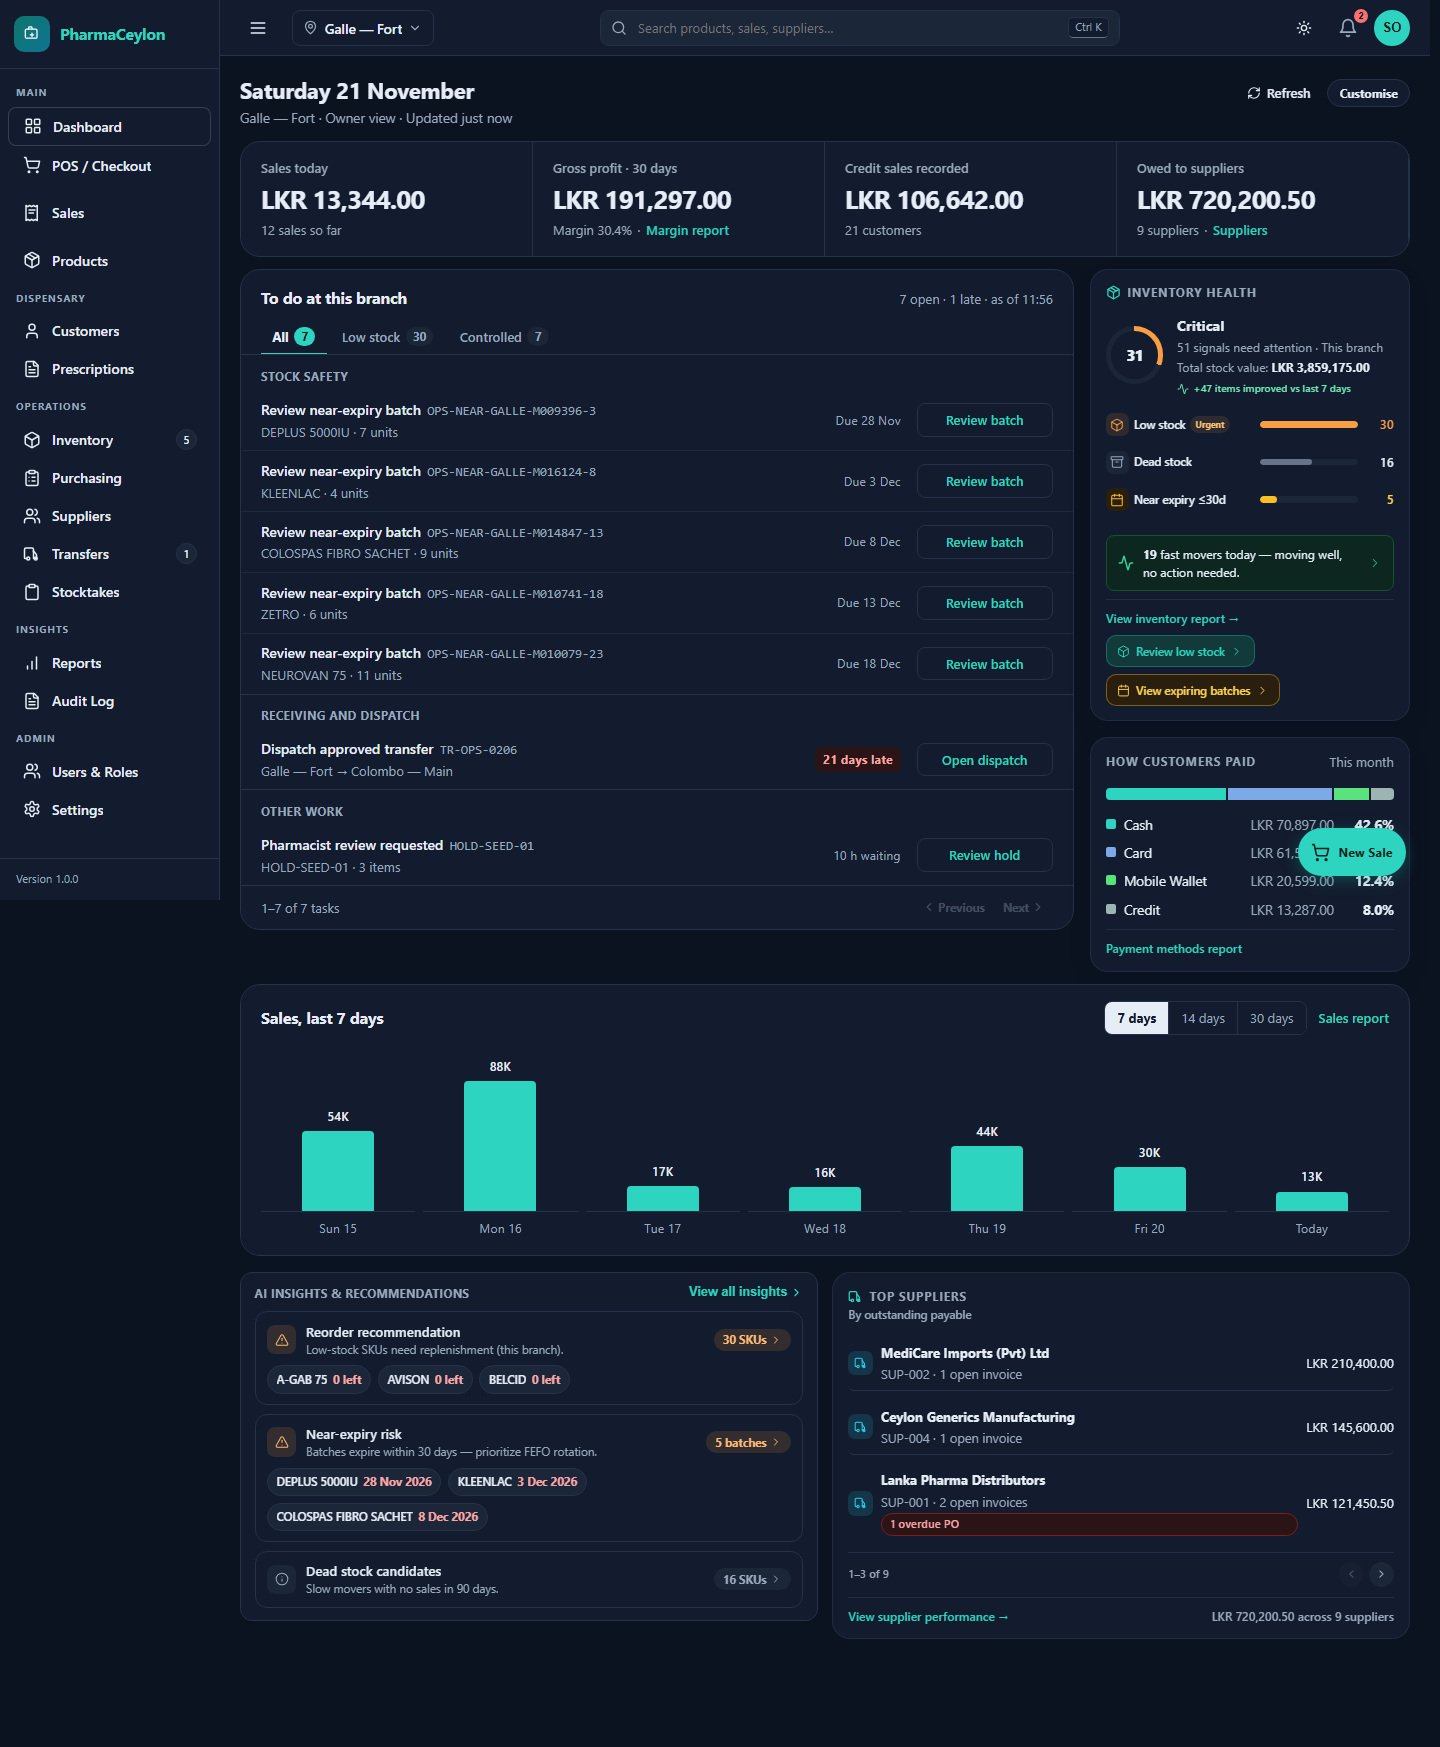 PharmaCeylon
Galle — Fort
Search products, sales, suppliers...
Ctrl K
2
SO
MAIN
Dashboard
POS / Checkout
Sales
Products
DISPENSARY
Customers
Prescriptions
OPERATIONS
Inventory 5
Purchasing
Suppliers
Transfers 1
Stocktakes
INSIGHTS
Reports
Audit Log
ADMIN
Users & Roles
Settings
Version 1.0.0
Saturday 21 November
Galle — Fort · Owner view · Updated just now
Refresh
Customise
Sales today
LKR 13,344.00
12 sales so far
Gross profit · 30 days
LKR 191,297.00
Margin 30.4% · Margin report
Credit sales recorded
LKR 106,642.00
21 customers
Owed to suppliers
LKR 720,200.50
9 suppliers · Suppliers
To do at this branch
7 open · 1 late · as of 11:56
All 7
Low stock 30
Controlled 7
STOCK SAFETY
Review near-expiry batch OPS-NEAR-GALLE-M009396-3
DEPLUS 5000IU · 7 units
Due 28 Nov
Review batch
Review near-expiry batch OPS-NEAR-GALLE-M016124-8
KLEENLAC · 4 units
Due 3 Dec
Review batch
Review near-expiry batch OPS-NEAR-GALLE-M014847-13
COLOSPAS FIBRO SACHET · 9 units
Due 8 Dec
Review batch
Review near-expiry batch OPS-NEAR-GALLE-M010741-18
ZETRO · 6 units
Due 13 Dec
Review batch
Review near-expiry batch OPS-NEAR-GALLE-M010079-23
NEUROVAN 75 · 11 units
Due 18 Dec
Review batch
RECEIVING AND DISPATCH
Dispatch approved transfer TR-OPS-0206
Galle — Fort → Colombo — Main
21 days late
Open dispatch
OTHER WORK
Pharmacist review requested HOLD-SEED-01
HOLD-SEED-01 · 3 items
10 h waiting
Review hold
1–7 of 7 tasks
Previous
Next
INVENTORY HEALTH
31
Critical
51 signals need attention · This branch
Total stock value: LKR 3,859,175.00
+47 items improved vs last 7 days
Low stock Urgent 30
Dead stock 16
Near expiry ≤30d 5
19 fast movers today — moving well,
no action needed.
View inventory report →
Review low stock
View expiring batches
HOW CUSTOMERS PAID
This month
Cash LKR 70,897.00 42.6%
Card LKR 61,5
New Sale
Mobile Wallet LKR 20,599.00 12.4%
Credit LKR 13,287.00 8.0%
Payment methods report
Sales, last 7 days
7 days
14 days
30 days
Sales report
54K
88K
17K
16K
44K
30K
13K
Sun 15
Mon 16
Tue 17
Wed 18
Thu 19
Fri 20
Today
AI INSIGHTS & RECOMMENDATIONS
View all insights
Reorder recommendation
Low-stock SKUs need replenishment (this branch).
30 SKUs
A-GAB 75 0 left
AVISON 0 left
BELCID 0 left
Near-expiry risk
Batches expire within 30 days — prioritize FEFO rotation.
5 batches
DEPLUS 5000IU 28 Nov 2026
KLEENLAC 3 Dec 2026
COLOSPAS FIBRO SACHET 8 Dec 2026
Dead stock candidates
Slow movers with no sales in 90 days.
16 SKUs
TOP SUPPLIERS
By outstanding payable
MediCare Imports (Pvt) Ltd
SUP-002 · 1 open invoice
LKR 210,400.00
Ceylon Generics Manufacturing
SUP-004 · 1 open invoice
LKR 145,600.00
Lanka Pharma Distributors
SUP-001 · 2 open invoices
1 overdue PO
LKR 121,450.50
1–3 of 9
View supplier performance →
LKR 720,200.50 across 9 suppliers